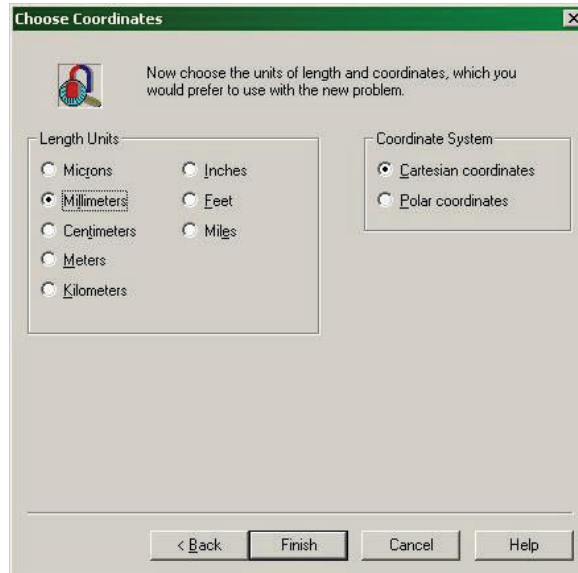 Choose Coordinates
Now choose the units of length and coordinates, which you
would prefer to use with the new problem.
Length Units
Microns
Inches
Millimeters
Feet
Centimeters
Miles
Meters
Kilometers
Coordinate System
Cartesian coordinates
Polar coordinates
< Back
Finish
Cancel
Help